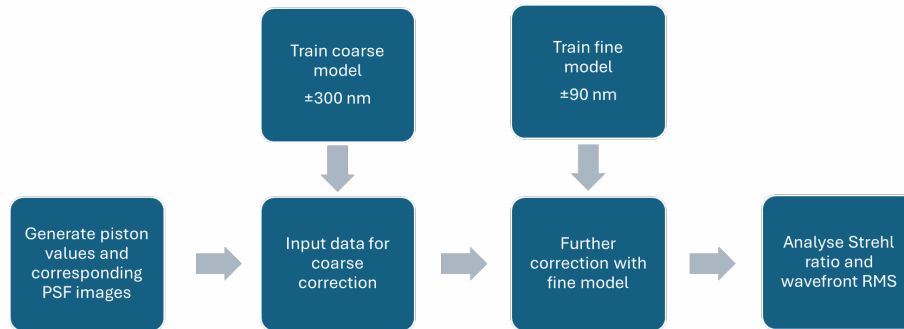 Train coarse
model
±300 nm
Train fine
model
±90 nm
Generate piston
values and
corresponding
PSF images
Input data for
coarse
correction
Further
correction with
fine model
Analyse Strehl
ratio and
wavefront RMS